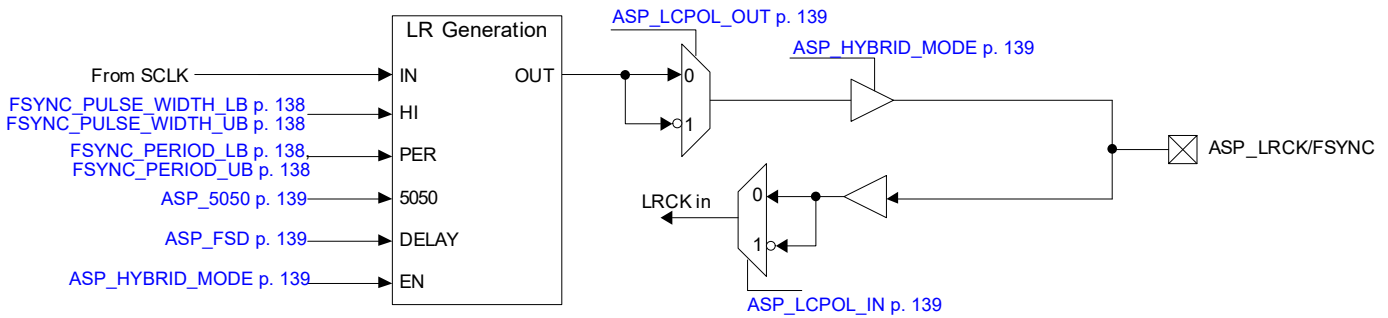 ASP_LCPOL_OUT p. 139
LR Generation
ASP_HYBRID_MODE p. 139
From SCLK
IN
OUT
0
1
FSYNC_PULSE_WIDTH_LB p. 138
FSYNC_PULSE_WIDTH_UB p. 138
HI
FSYNC_PERIOD_LB p. 138,
FSYNC_PERIOD_UB p. 138
PER
ASP_LRCK/FSYNC
ASP_5050 p. 139
5050
LRCK in
0
1
ASP_FSD p. 139
DELAY
ASP_HYBRID_MODE p. 139
EN
ASP_LCPOL_IN p. 139